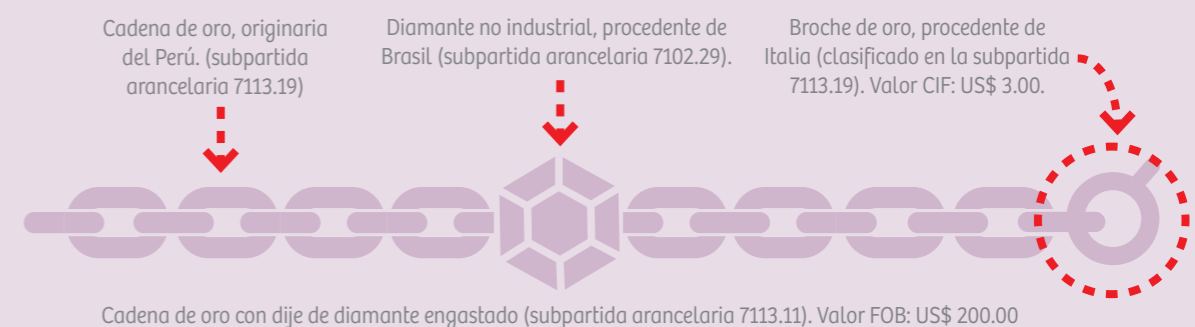 Cadena de oro, originaria
del Perú. (subpartida
arancelaria 7113.19)
Diamante no industrial, procedente de
Brasil (subpartida arancelaria 7102.29).
Broche de oro, procedente de
Italia (clasificado en la subpartida
7113.19). Valor CIF: US$ 3.00.
Cadena de oro con dije de diamante engastado (subpartida arancelaria 7113.11). Valor FOB: US$ 200.00